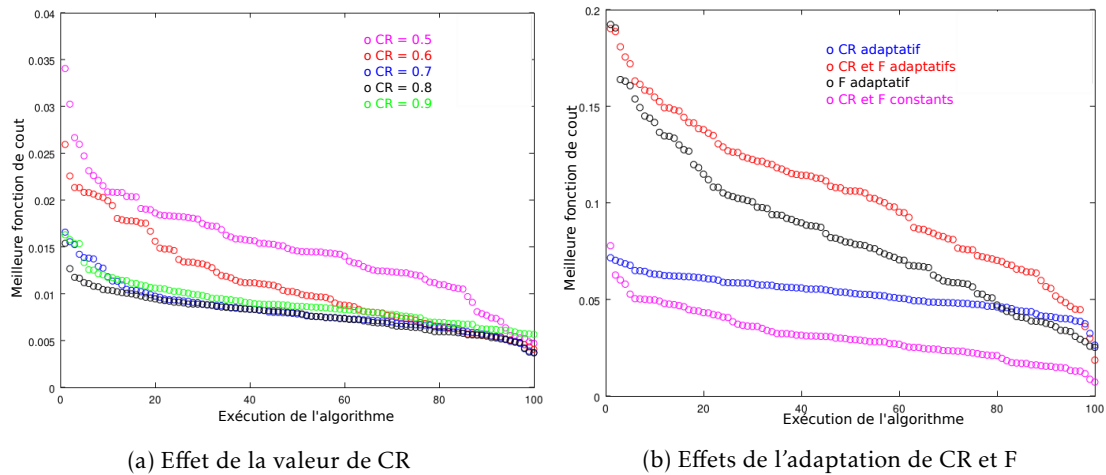 0.04
0.035
0.03
0.025
0.02
0.015
0.01
0.005
0
Meilleure fonction de cout
o CR = 0.5
o CR = 0.6
o CR = 0.7
o CR = 0.8
o CR = 0.9
0 20 40 60 80 100
Exécution de l'algorithme
(a) Effet de la valeur de CR
0.2
0.15
0.1
0.05
0
Meilleure fonction de cout
o CR adaptatif
o CR et F adaptatifs
o F adaptatif
o CR et F constants
0 20 40 60 80 100
Exécution de l'algorithme
(b) Effets de l’adaptation de CR et F